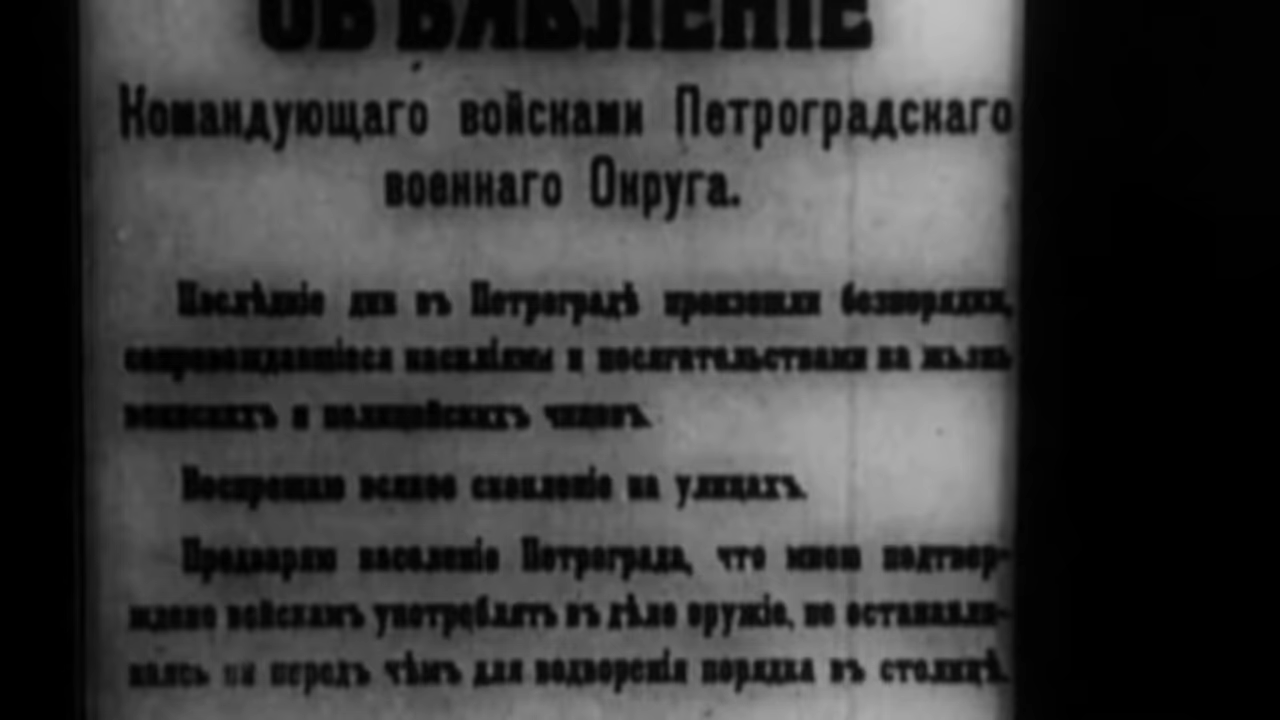 ОБЪЯВЛЕНІЕ
Командующаго войсками Петроградскаго
военнаго Округа.
Послѣдніе дни въ Петроградѣ произошли безпорядки,
сопровождавшіеся насиліями и посягательствами на жизнь
воинскихъ и полицейскихъ чиновъ.
Воспрещаю всякое скопленіе на улицахъ.
Предваряю населеніе Петрограда, что мною подтвер-
ждено войскамъ употреблять въ дѣло оружіе, не останавли-
ваясь ни передъ чѣмъ для водворенія порядка въ столицѣ.